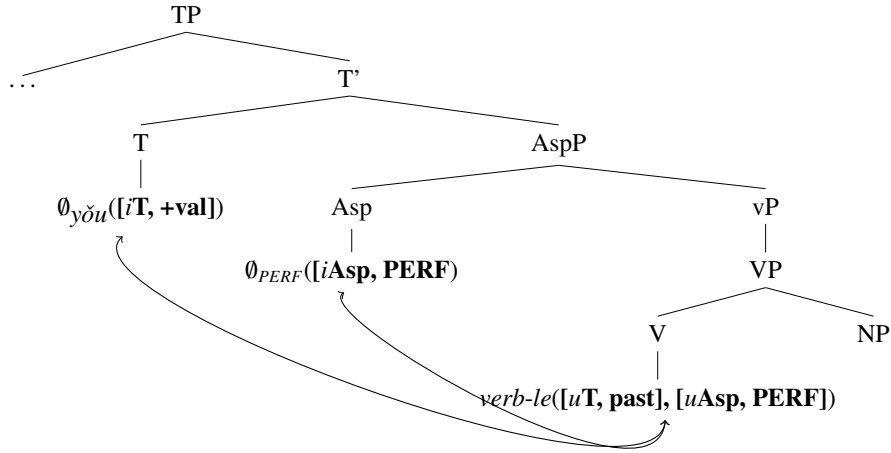 TP
...
T'
T
AspP
∅yǒu([iT, +val])
Asp
vP
∅PERF([iAsp, PERF)
VP
V
NP
verb-le([uT, past], [uAsp, PERF])